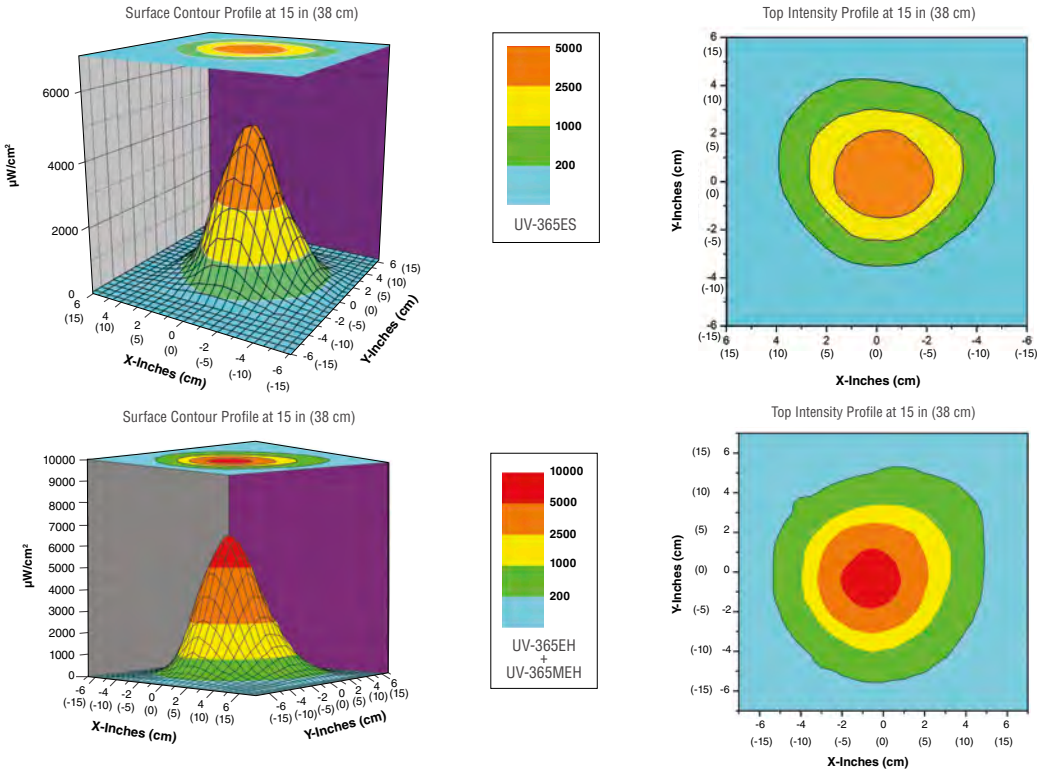 Surface Contour Profile at 15 in (38 cm)
6000
4000
2000
0
µW/cm²
6
(15)
4
(10)
2
(5)
0
(0)
-2
(-5)
-4
(-10)
-6
(-15)
X-Inches (cm)
6 (15)
4 (10)
2 (5)
0 (0)
-2 (-5)
-4 (-10)
-6 (-15)
Y-Inches (cm)
5000
2500
1000
200
UV-365ES
Top Intensity Profile at 15 in (38 cm)
6
(15)
4
(10)
2
(5)
0
(0)
-2
(-5)
-4
(-10)
-6
(-15)
Y-Inches (cm)
6 4 2 0 -2 -4 -6
(15) (10) (5) (0) (-5) (-10) (-15)
X-Inches (cm)
Surface Contour Profile at 15 in (38 cm)
10000
9000
8000
7000
6000
5000
4000
3000
2000
1000
0
µW/cm²
-6 -4 -2 0 2 4 6
(-15) (-10) (-5) (0) (5) (10) (15)
X-Inches (cm)
-6 -4 -2 0 2 4 6
(-15) (-10) (-5) (0) (5) (10) (15)
Y-Inches (cm)
10000
5000
2500
1000
200
UV-365EH
+
UV-365MEH
Top Intensity Profile at 15 in (38 cm)
(15) 6
(10) 4
(5) 2
(0) 0
(-5) -2
(-10) -4
(-15) -6
Y-Inches (cm)
-6 -4 -2 0 2 4 6
(-15) (-10) (-5) (0) (5) (10) (15)
X-Inches (cm)